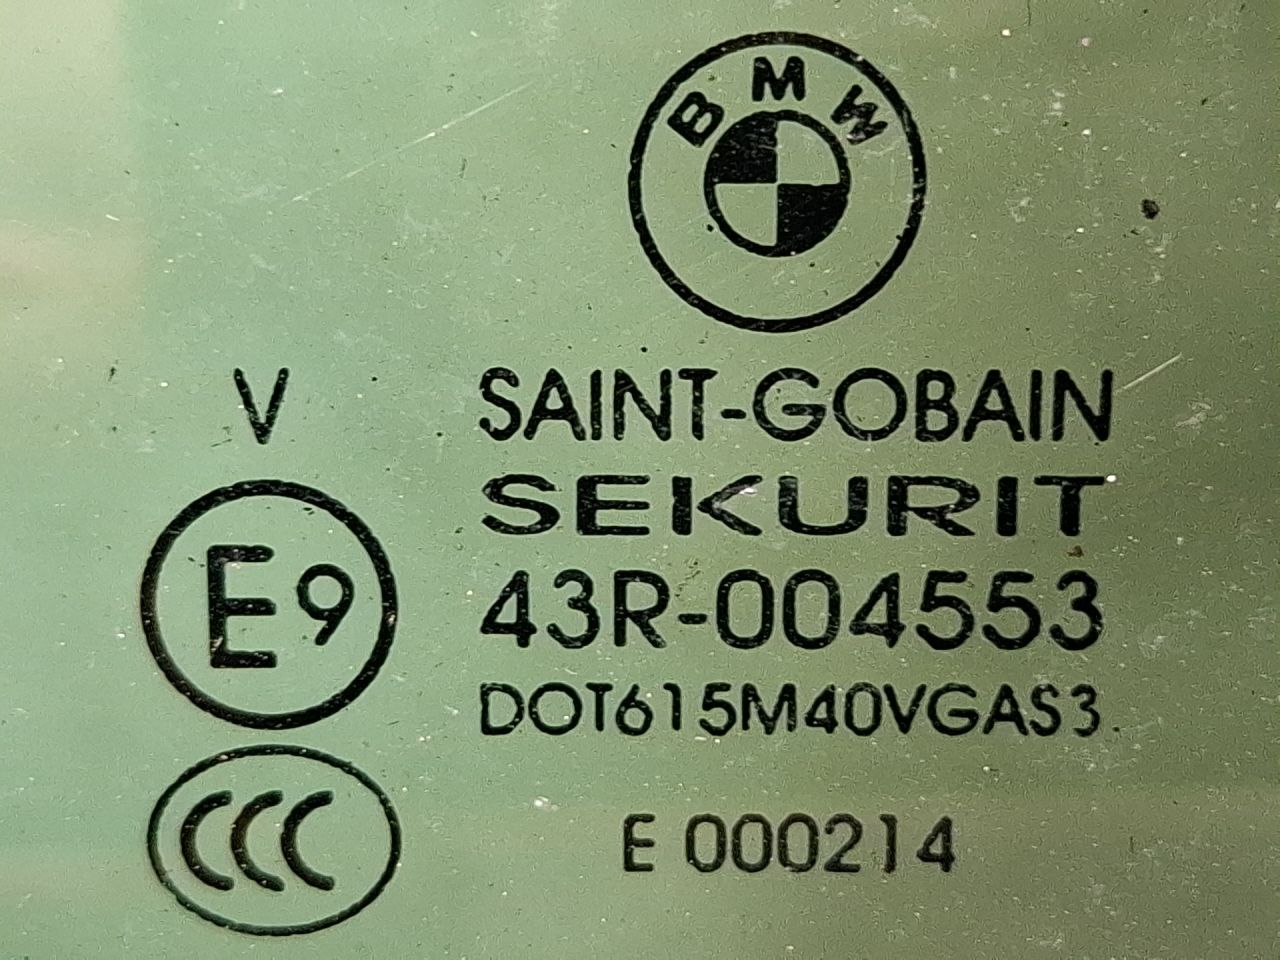 BMW
V
SAINT-GOBAIN
SEKURIT
E9
43R-004553
DOT615M40VGAS3
CCC
E 000214